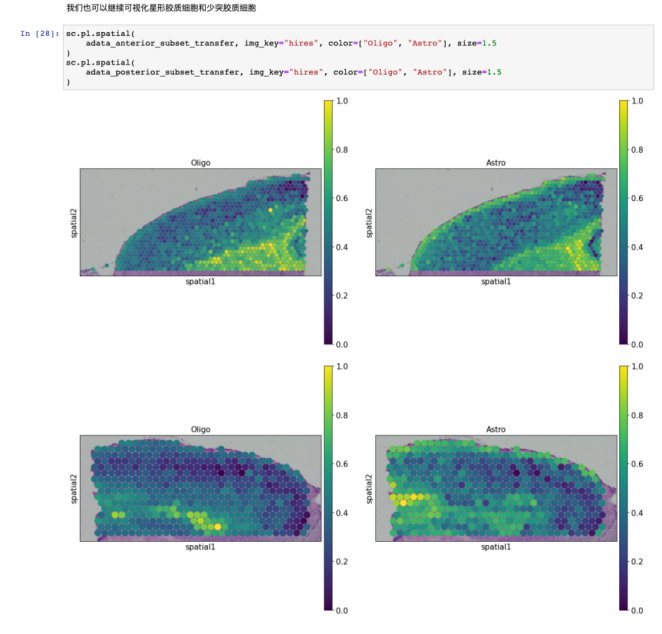 我们也可以继续可视化星形胶质细胞和少突胶质细胞
In [28]:
sc.pl.spatial(
    adata_anterior_subset_transfer, img_key="hires", color=["Oligo", "Astro"], size=1.5
)
sc.pl.spatial(
    adata_posterior_subset_transfer, img_key="hires", color=["Oligo", "Astro"], size=1.5
)
Oligo
spatial2
spatial1
1.0
0.8
0.6
0.4
0.2
0.0
Astro
spatial2
spatial1
1.0
0.8
0.6
0.4
0.2
0.0
Oligo
spatial2
spatial1
1.0
0.8
0.6
0.4
0.2
0.0
Astro
spatial2
spatial1
1.0
0.8
0.6
0.4
0.2
0.0